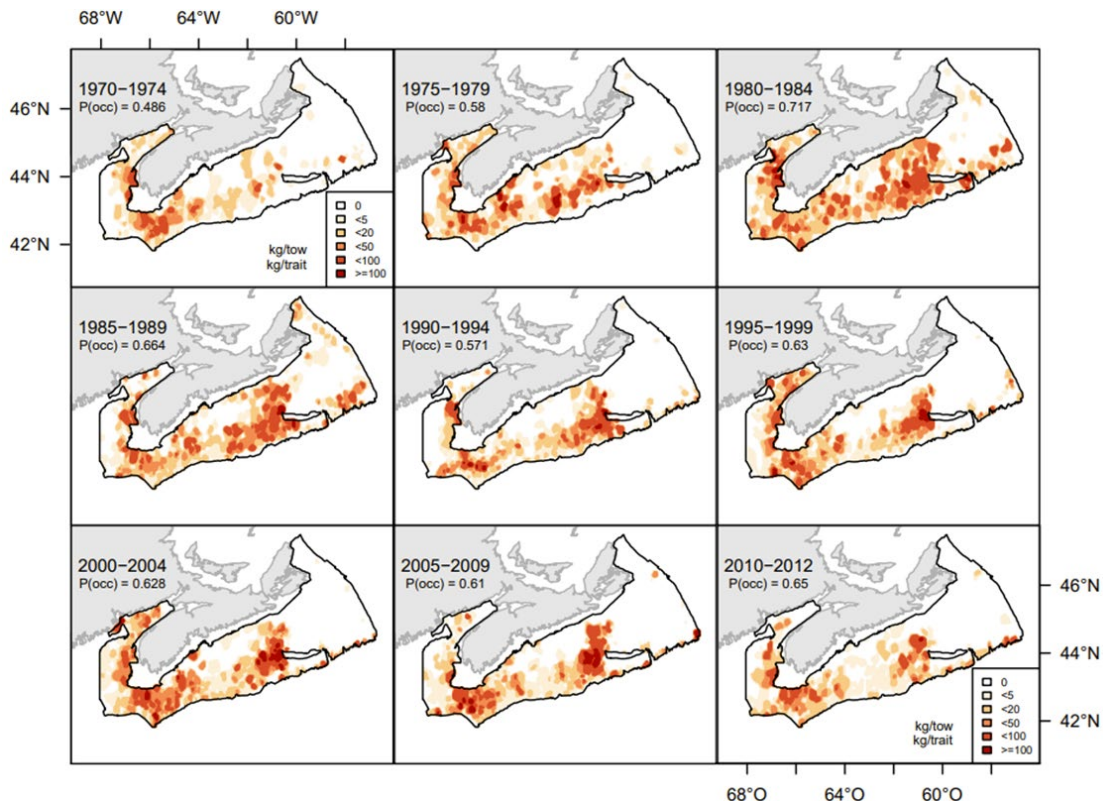 68°W 64°W 60°W
1970−1974
P(occ) = 0.486
1975−1979
P(occ) = 0.58
1980−1984
P(occ) = 0.717
46°N
44°N
42°N
kg/tow
kg/trait
0
<5
<20
<50
<100
>=100
1985−1989
P(occ) = 0.664
1990−1994
P(occ) = 0.571
1995−1999
P(occ) = 0.63
2000−2004
P(occ) = 0.628
2005−2009
P(occ) = 0.61
2010−2012
P(occ) = 0.65
46°N
44°N
42°N
kg/tow
kg/trait
0
<5
<20
<50
<100
>=100
68°O 64°O 60°O